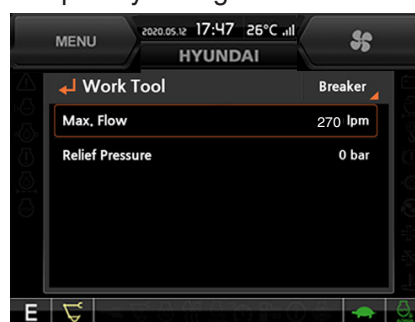 MENU
2020.05.12 17:47 26°C
HYUNDAI
Work Tool
Breaker
Max. Flow 270 lpm
Relief Pressure 0 bar
E